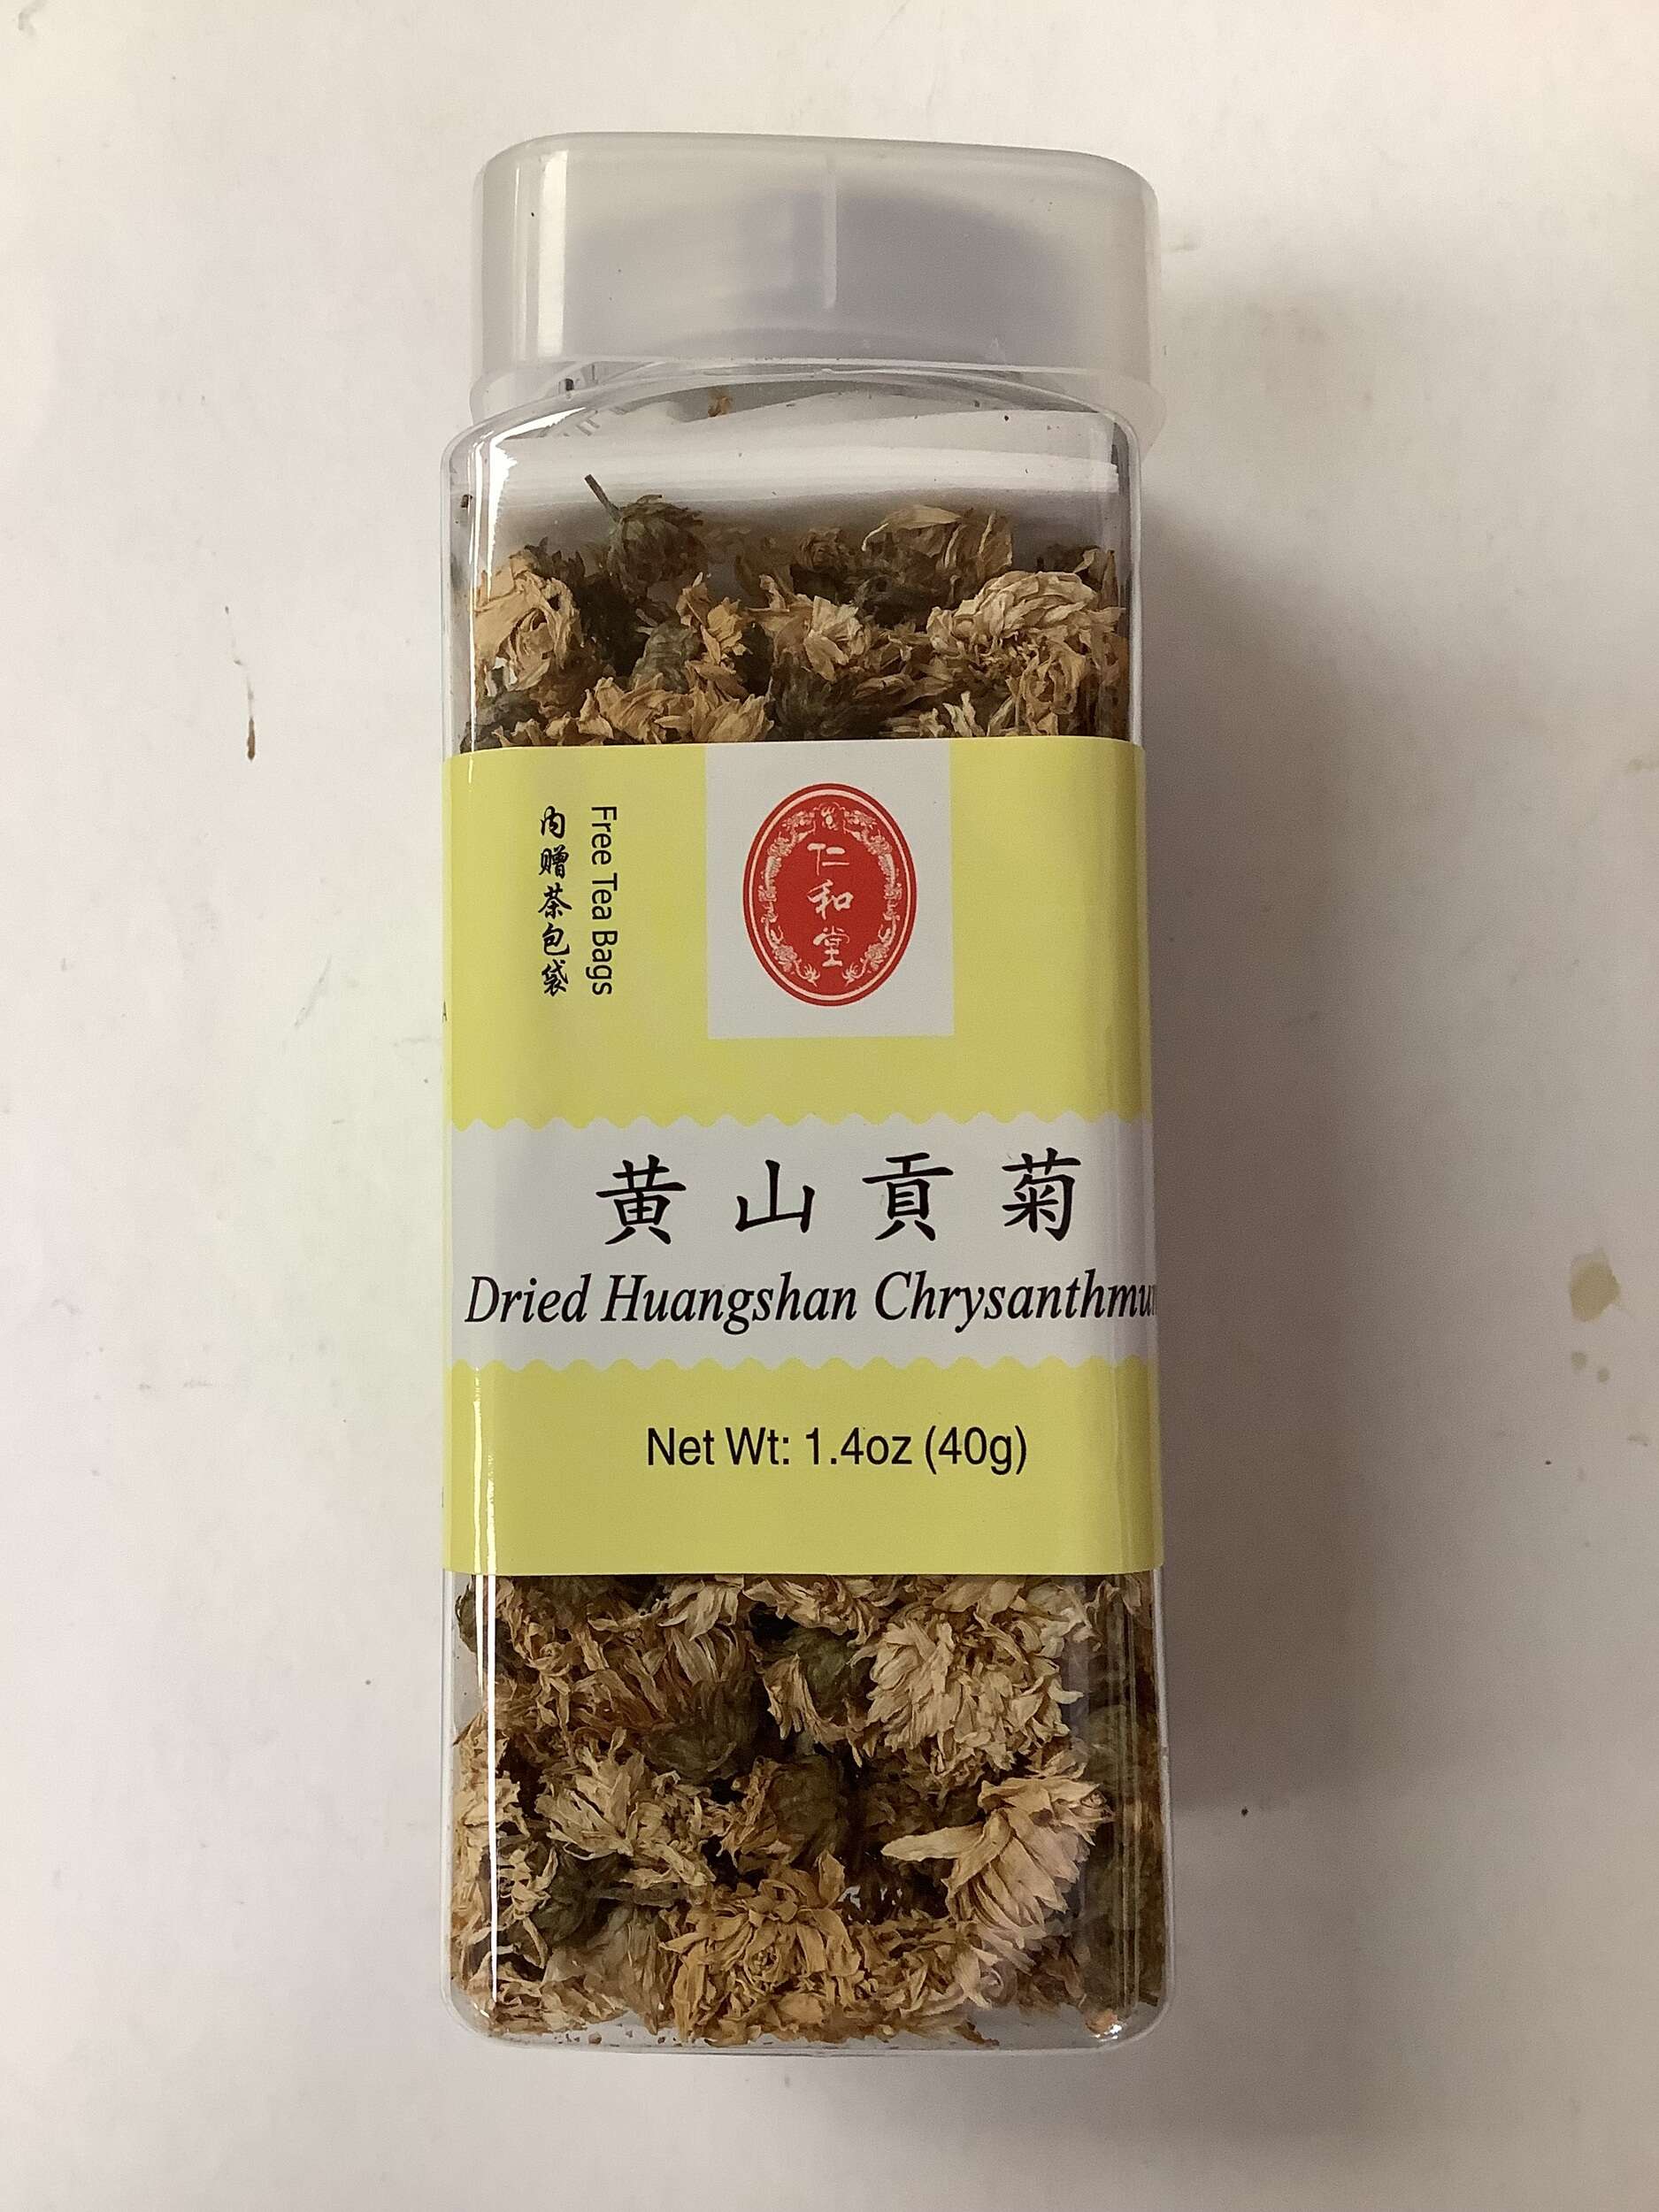 Free Tea Bags
内赠茶包袋
仁和堂
黄山貢菊
Dried Huangshan Chrysanthmu
Net Wt: 1.4oz (40g)